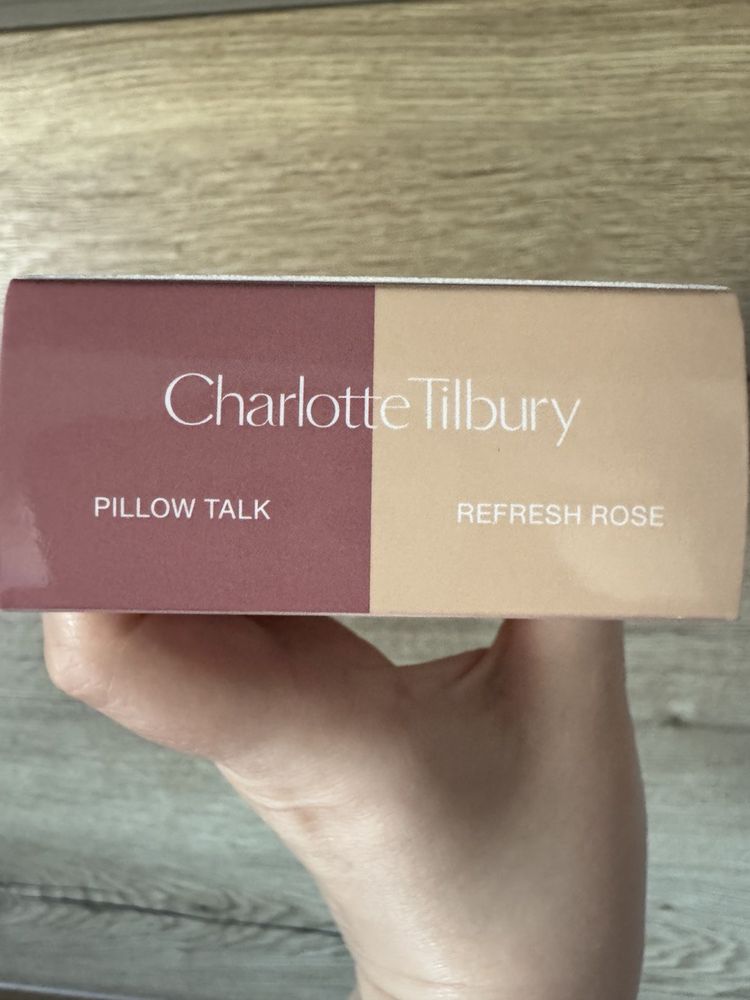 Charlotte Tilbury
PILLOW TALK
REFRESH ROSE